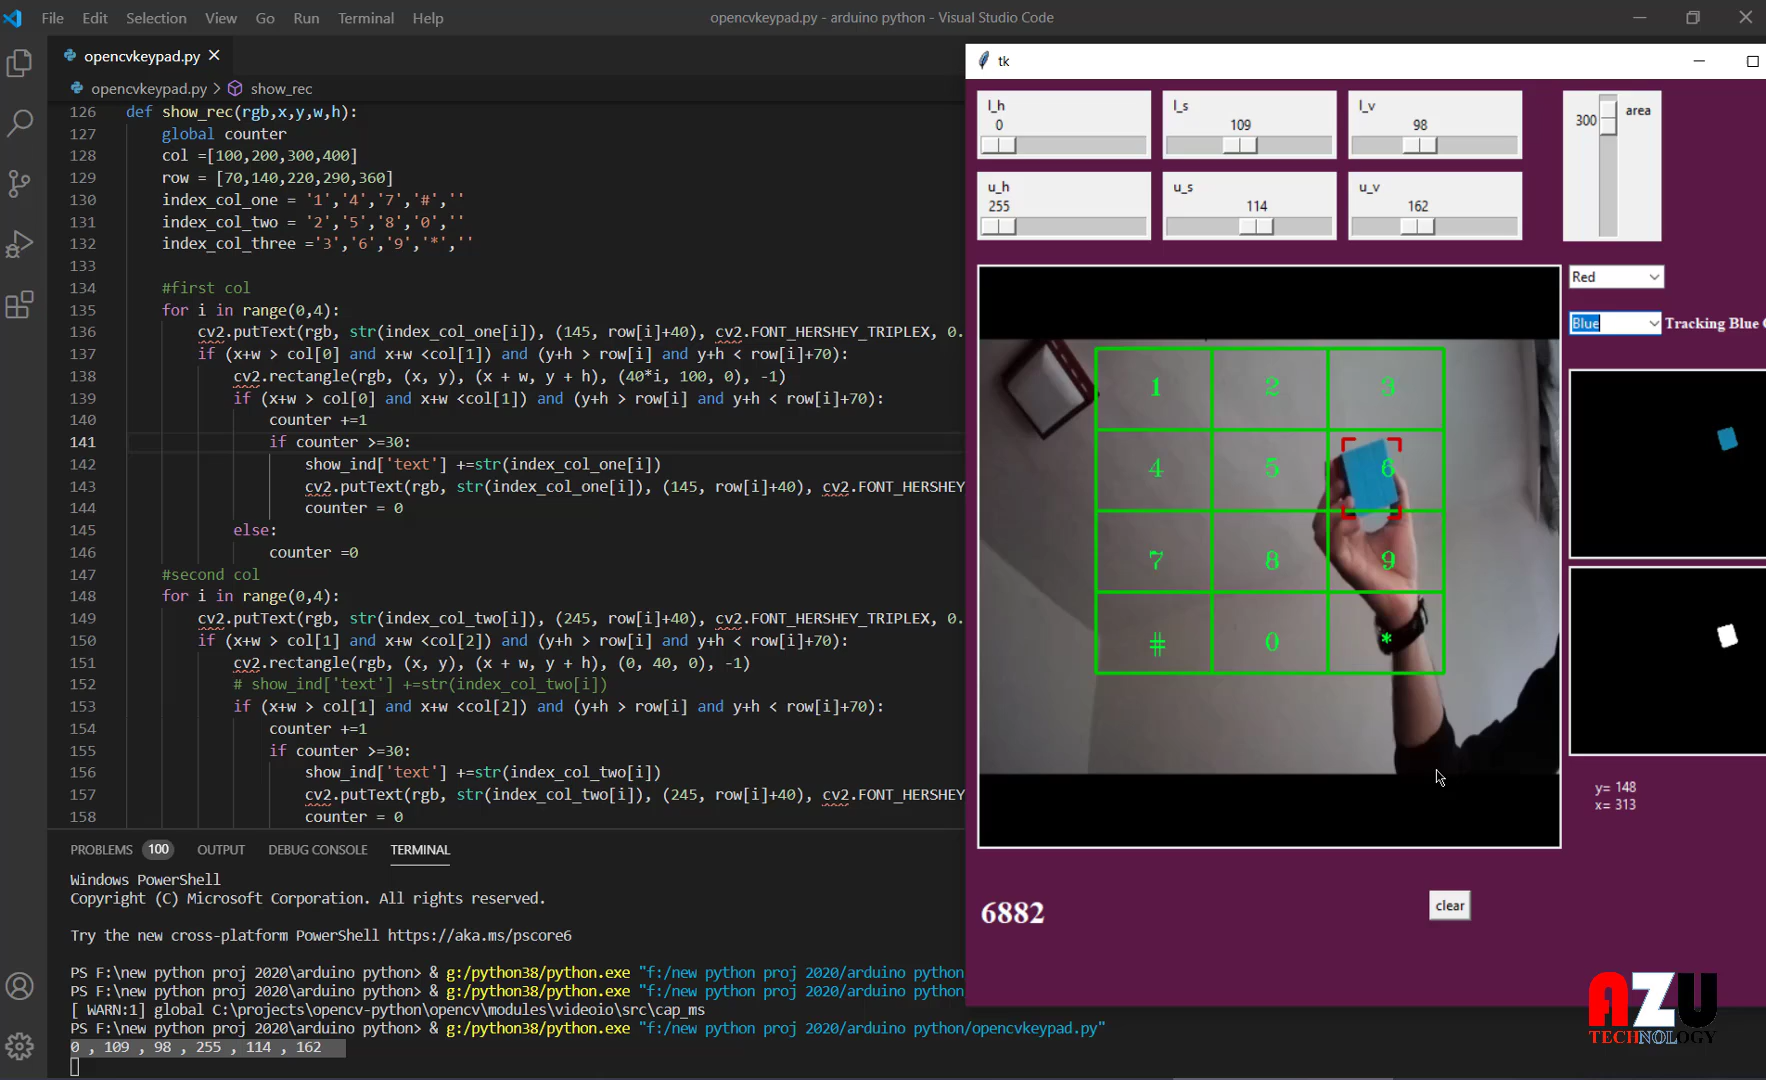 File Edit Selection View Go Run Terminal Help
opencvkeypad.py - arduino python - Visual Studio Code
opencvkeypad.py
opencvkeypad.py > show_rec
126 def show_rec(rgb,x,y,w,h):
127 global counter
128 col =[100,200,300,400]
129 row = [70,140,220,290,360]
130 index_col_one = '1','4','7','#',''
131 index_col_two = '2','5','8','0',''
132 index_col_three ='3','6','9','*',''
133
134 #first col
135 for i in range(0,4):
136 cv2.putText(rgb, str(index_col_one[i]), (145, row[i]+40), cv2.FONT_HERSHEY_TRIPLEX, 0.
137 if (x+w > col[0] and x+w <col[1]) and (y+h > row[i] and y+h < row[i]+70):
138 cv2.rectangle(rgb, (x, y), (x + w, y + h), (40*i, 100, 0), -1)
139 if (x+w > col[0] and x+w <col[1]) and (y+h > row[i] and y+h < row[i]+70):
140 counter +=1
141 if counter >=30:
142 show_ind['text'] +=str(index_col_one[i])
143 cv2.putText(rgb, str(index_col_one[i]), (145, row[i]+40), cv2.FONT_HERSHEY
144 counter = 0
145 else:
146 counter =0
147 #second col
148 for i in range(0,4):
149 cv2.putText(rgb, str(index_col_two[i]), (245, row[i]+40), cv2.FONT_HERSHEY_TRIPLEX, 0.
150 if (x+w > col[1] and x+w <col[2]) and (y+h > row[i] and y+h < row[i]+70):
151 cv2.rectangle(rgb, (x, y), (x + w, y + h), (0, 40, 0), -1)
152 # show_ind['text'] +=str(index_col_two[i])
153 if (x+w > col[1] and x+w <col[2]) and (y+h > row[i] and y+h < row[i]+70):
154 counter +=1
155 if counter >=30:
156 show_ind['text'] +=str(index_col_two[i])
157 cv2.putText(rgb, str(index_col_two[i]), (245, row[i]+40), cv2.FONT_HERSHEY
158 counter = 0
PROBLEMS 100 OUTPUT DEBUG CONSOLE TERMINAL
Windows PowerShell
Copyright (C) Microsoft Corporation. All rights reserved.
Try the new cross-platform PowerShell https://aka.ms/pscore6
PS F:\new python proj 2020\arduino python> & g:/python38/python.exe "f:/new python proj 2020/arduino python
PS F:\new python proj 2020\arduino python> & g:/python38/python.exe "f:/new python proj 2020/arduino python
[ WARN:1] global C:\projects\opencv-python\opencv\modules\videoio\src\cap_ms
PS F:\new python proj 2020\arduino python> & g:/python38/python.exe "f:/new python proj 2020/arduino python/opencvkeypad.py"
0 , 109 , 98 , 255 , 114 , 162
tk
l_h
0
l_s
109
l_v
98
300 area
u_h
255
u_s
114
u_v
162
Red
Blue Tracking Blue
1 2 3
4 5 6
7 8 9
# 0 *
y= 148
x= 313
6882
clear
AZU
TECHNOLOGY